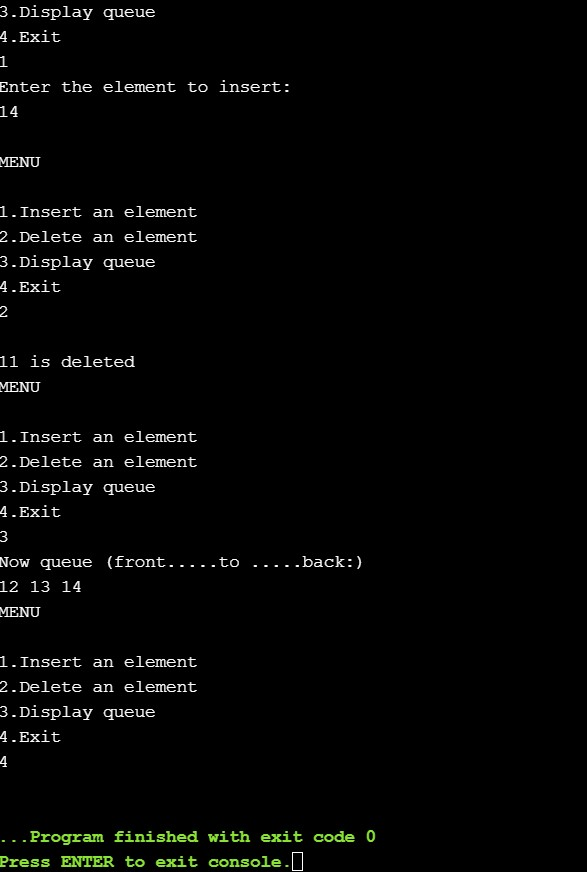 3.Display queue
4.Exit
1
Enter the element to insert:
14
MENU
1.Insert an element
2.Delete an element
3.Display queue
4.Exit
2
11 is deleted
MENU
1.Insert an element
2.Delete an element
3.Display queue
4.Exit
3
Now queue (front.....to .....back:)
12 13 14
MENU
1.Insert an element
2.Delete an element
3.Display queue
4.Exit
4
...Program finished with exit code 0
Press ENTER to exit console.